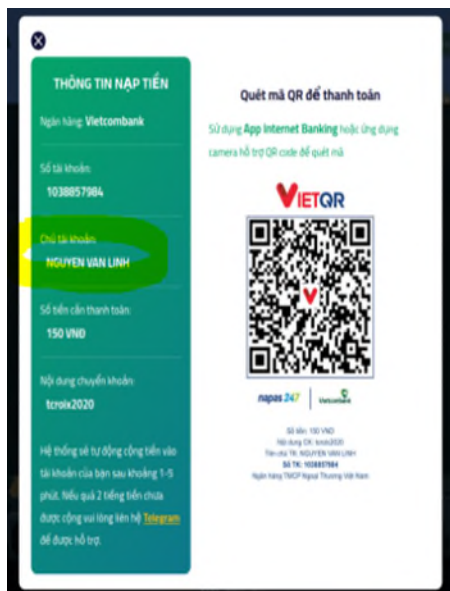 THÔNG TIN NẠP TIỀN
Ngân hàng: Vietcombank
Số tài khoản:
1038857984
Chủ tài khoản:
NGUYEN VAN LINH
Số tiền cần thanh toán:
150 VNĐ
Nội dung chuyển khoản:
tcroix2020
Hệ thống sẽ tự động cộng tiền vào
tài khoản của bạn sau khoảng 1-5
phút. Nếu quá 2 tiếng tiền chưa
được cộng vui lòng liên hệ Telegram
để được hỗ trợ.
Quét mã QR để thanh toán
Sử dụng App Internet Banking hoặc ứng dụng
camera hỗ trợ QR code để quét mã
VIETQR
napas 247
Vietcombank
Số tiền: 150 VND
Nội dung CK: tcroix2020
Tên chủ TK: NGUYEN VAN LINH
Số TK: 1038857984
Ngân hàng TMCP Ngoại Thương Việt Nam